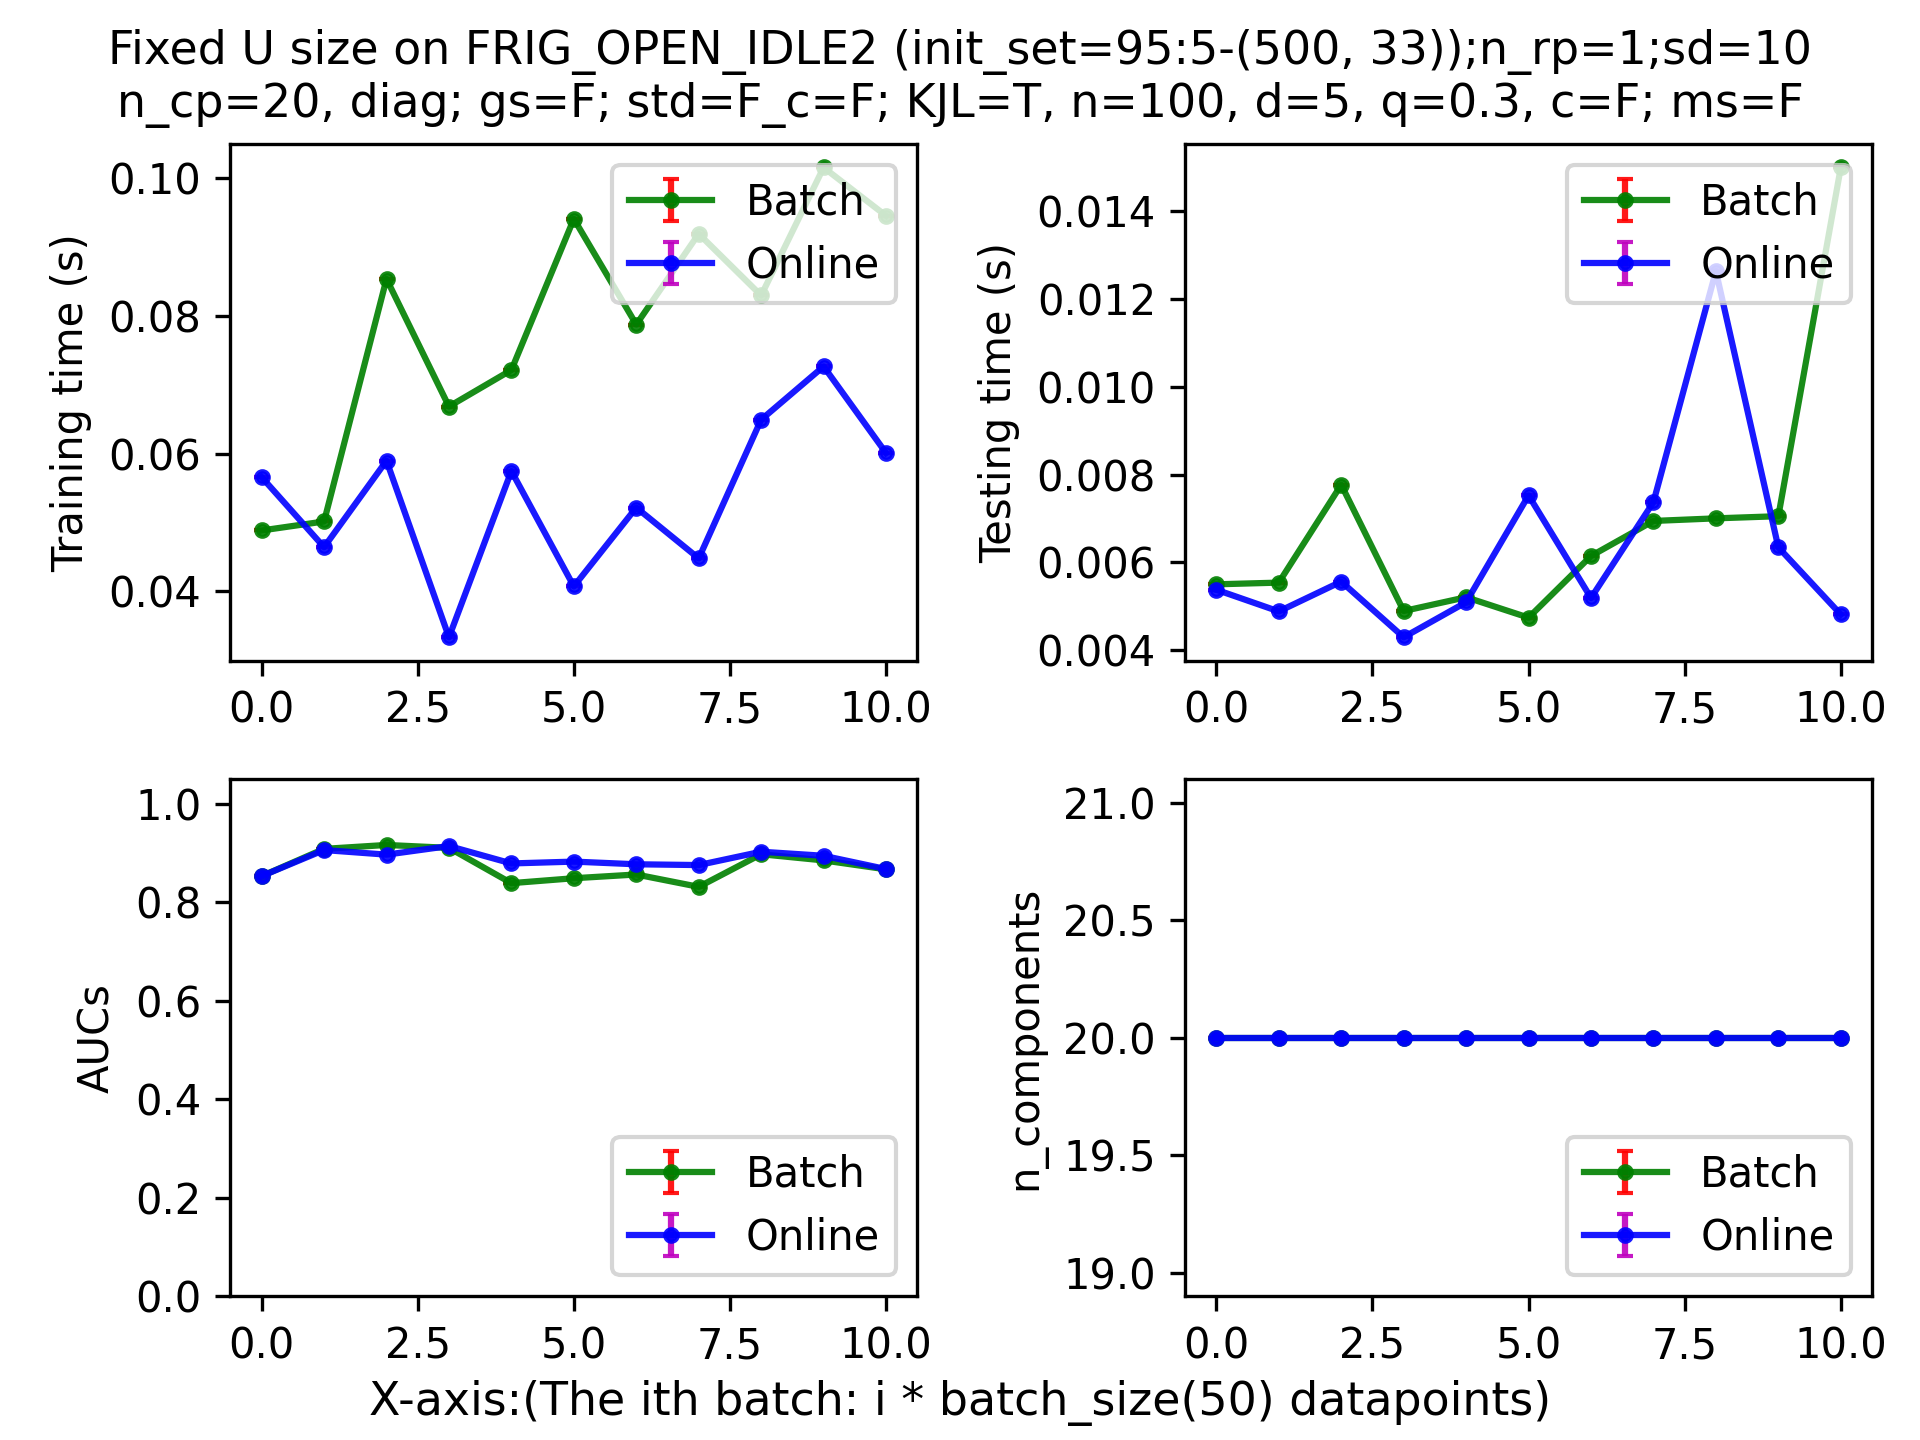 Fixed U size on FRIG_OPEN_IDLE2 (init_set=95:5-(500, 33));n_rp=1;sd=10
n_cp=20, diag; gs=F; std=F_c=F; KJL=T, n=100, d=5, q=0.3, c=F; ms=F
Training time (s)
0.10
0.08
0.06
0.04
0.0 2.5 5.0 7.5 10.0
Batch
Online
Testing time (s)
0.014
0.012
0.010
0.008
0.006
0.004
0.0 2.5 5.0 7.5 10.0
Batch
Online
AUCs
1.0
0.8
0.6
0.4
0.2
0.0
0.0 2.5 5.0 7.5 10.0
Batch
Online
n_components
21.0
20.5
20.0
19.5
19.0
0.0 2.5 5.0 7.5 10.0
Batch
Online
X-axis:(The ith batch: i * batch_size(50) datapoints)